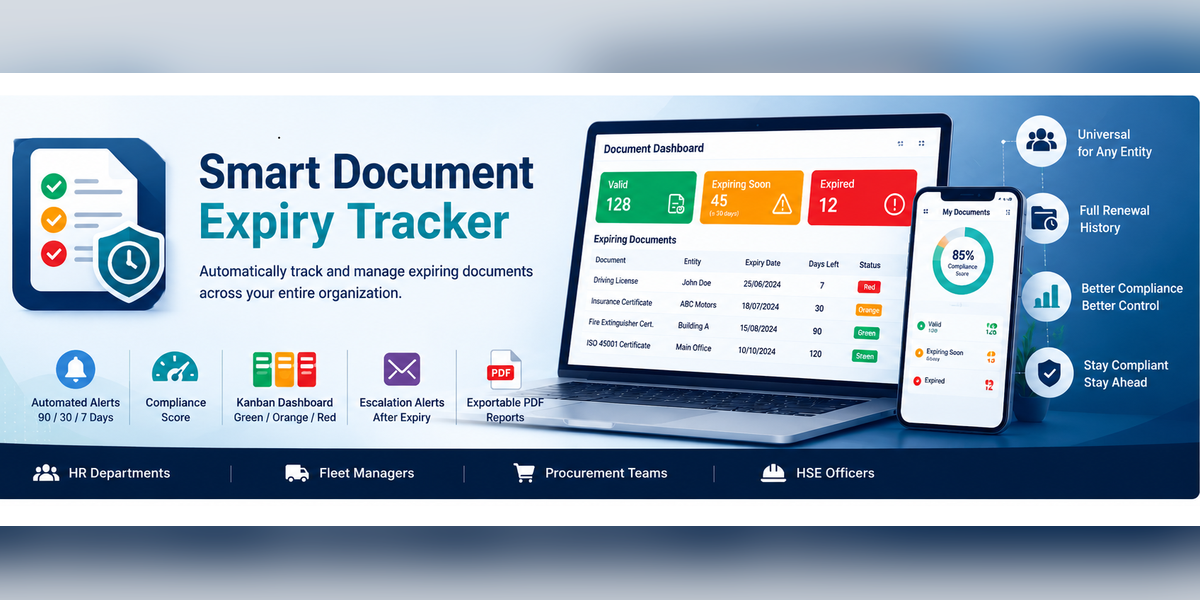 Smart Document
Expiry Tracker
Automatically track and manage expiring documents
across your entire organization.
Automated Alerts
90 / 30 / 7 Days
Compliance
Score
Kanban Dashboard
Green / Orange / Red
Escalation Alerts
After Expiry
PDF
Exportable PDF
Reports
Document Dashboard
Valid
128
Expiring Soon
45
(≤ 30 days)
Expired
12
Expiring Documents
Document Entity Expiry Date Days Left Status
Driving License John Doe 25/06/2024 7 Red
Insurance Certificate ABC Motors 18/07/2024 30 Orange
Fire Extinguisher Cert. Building A 15/08/2024 90 Green
ISO 45001 Certificate Main Office 10/10/2024 120 Green
My Documents
85%
Compliance
Score
Valid
Expiring Soon
Expired
12
Universal
for Any Entity
Full Renewal
History
Better Compliance
Better Control
Stay Compliant
Stay Ahead
HR Departments
Fleet Managers
Procurement Teams
HSE Officers